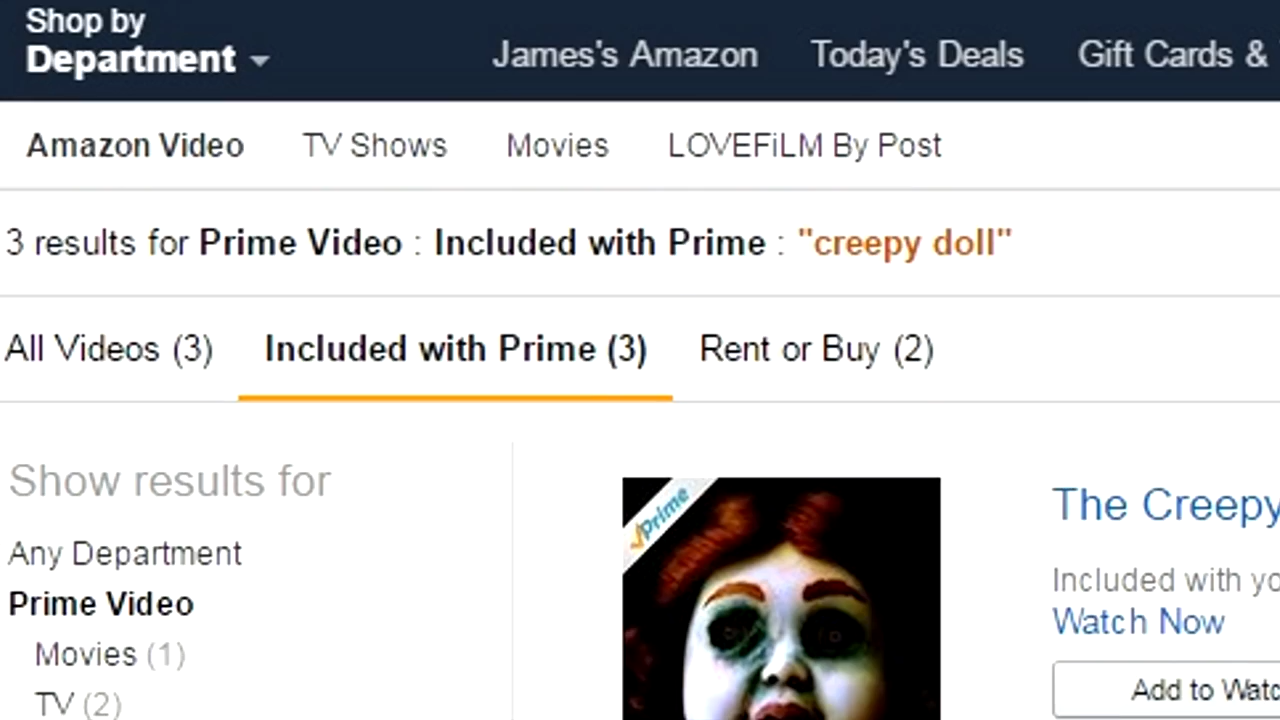 Shop by
Department
James's Amazon Today's Deals Gift Cards &
Amazon Video TV Shows Movies LOVEFiLM By Post
3 results for Prime Video : Included with Prime : "creepy doll"
All Videos (3) Included with Prime (3) Rent or Buy (2)
Show results for
Any Department
Prime Video
Movies (1)
TV (2)
Prime
The Creepy
Included with yo
Watch Now
Add to Watc